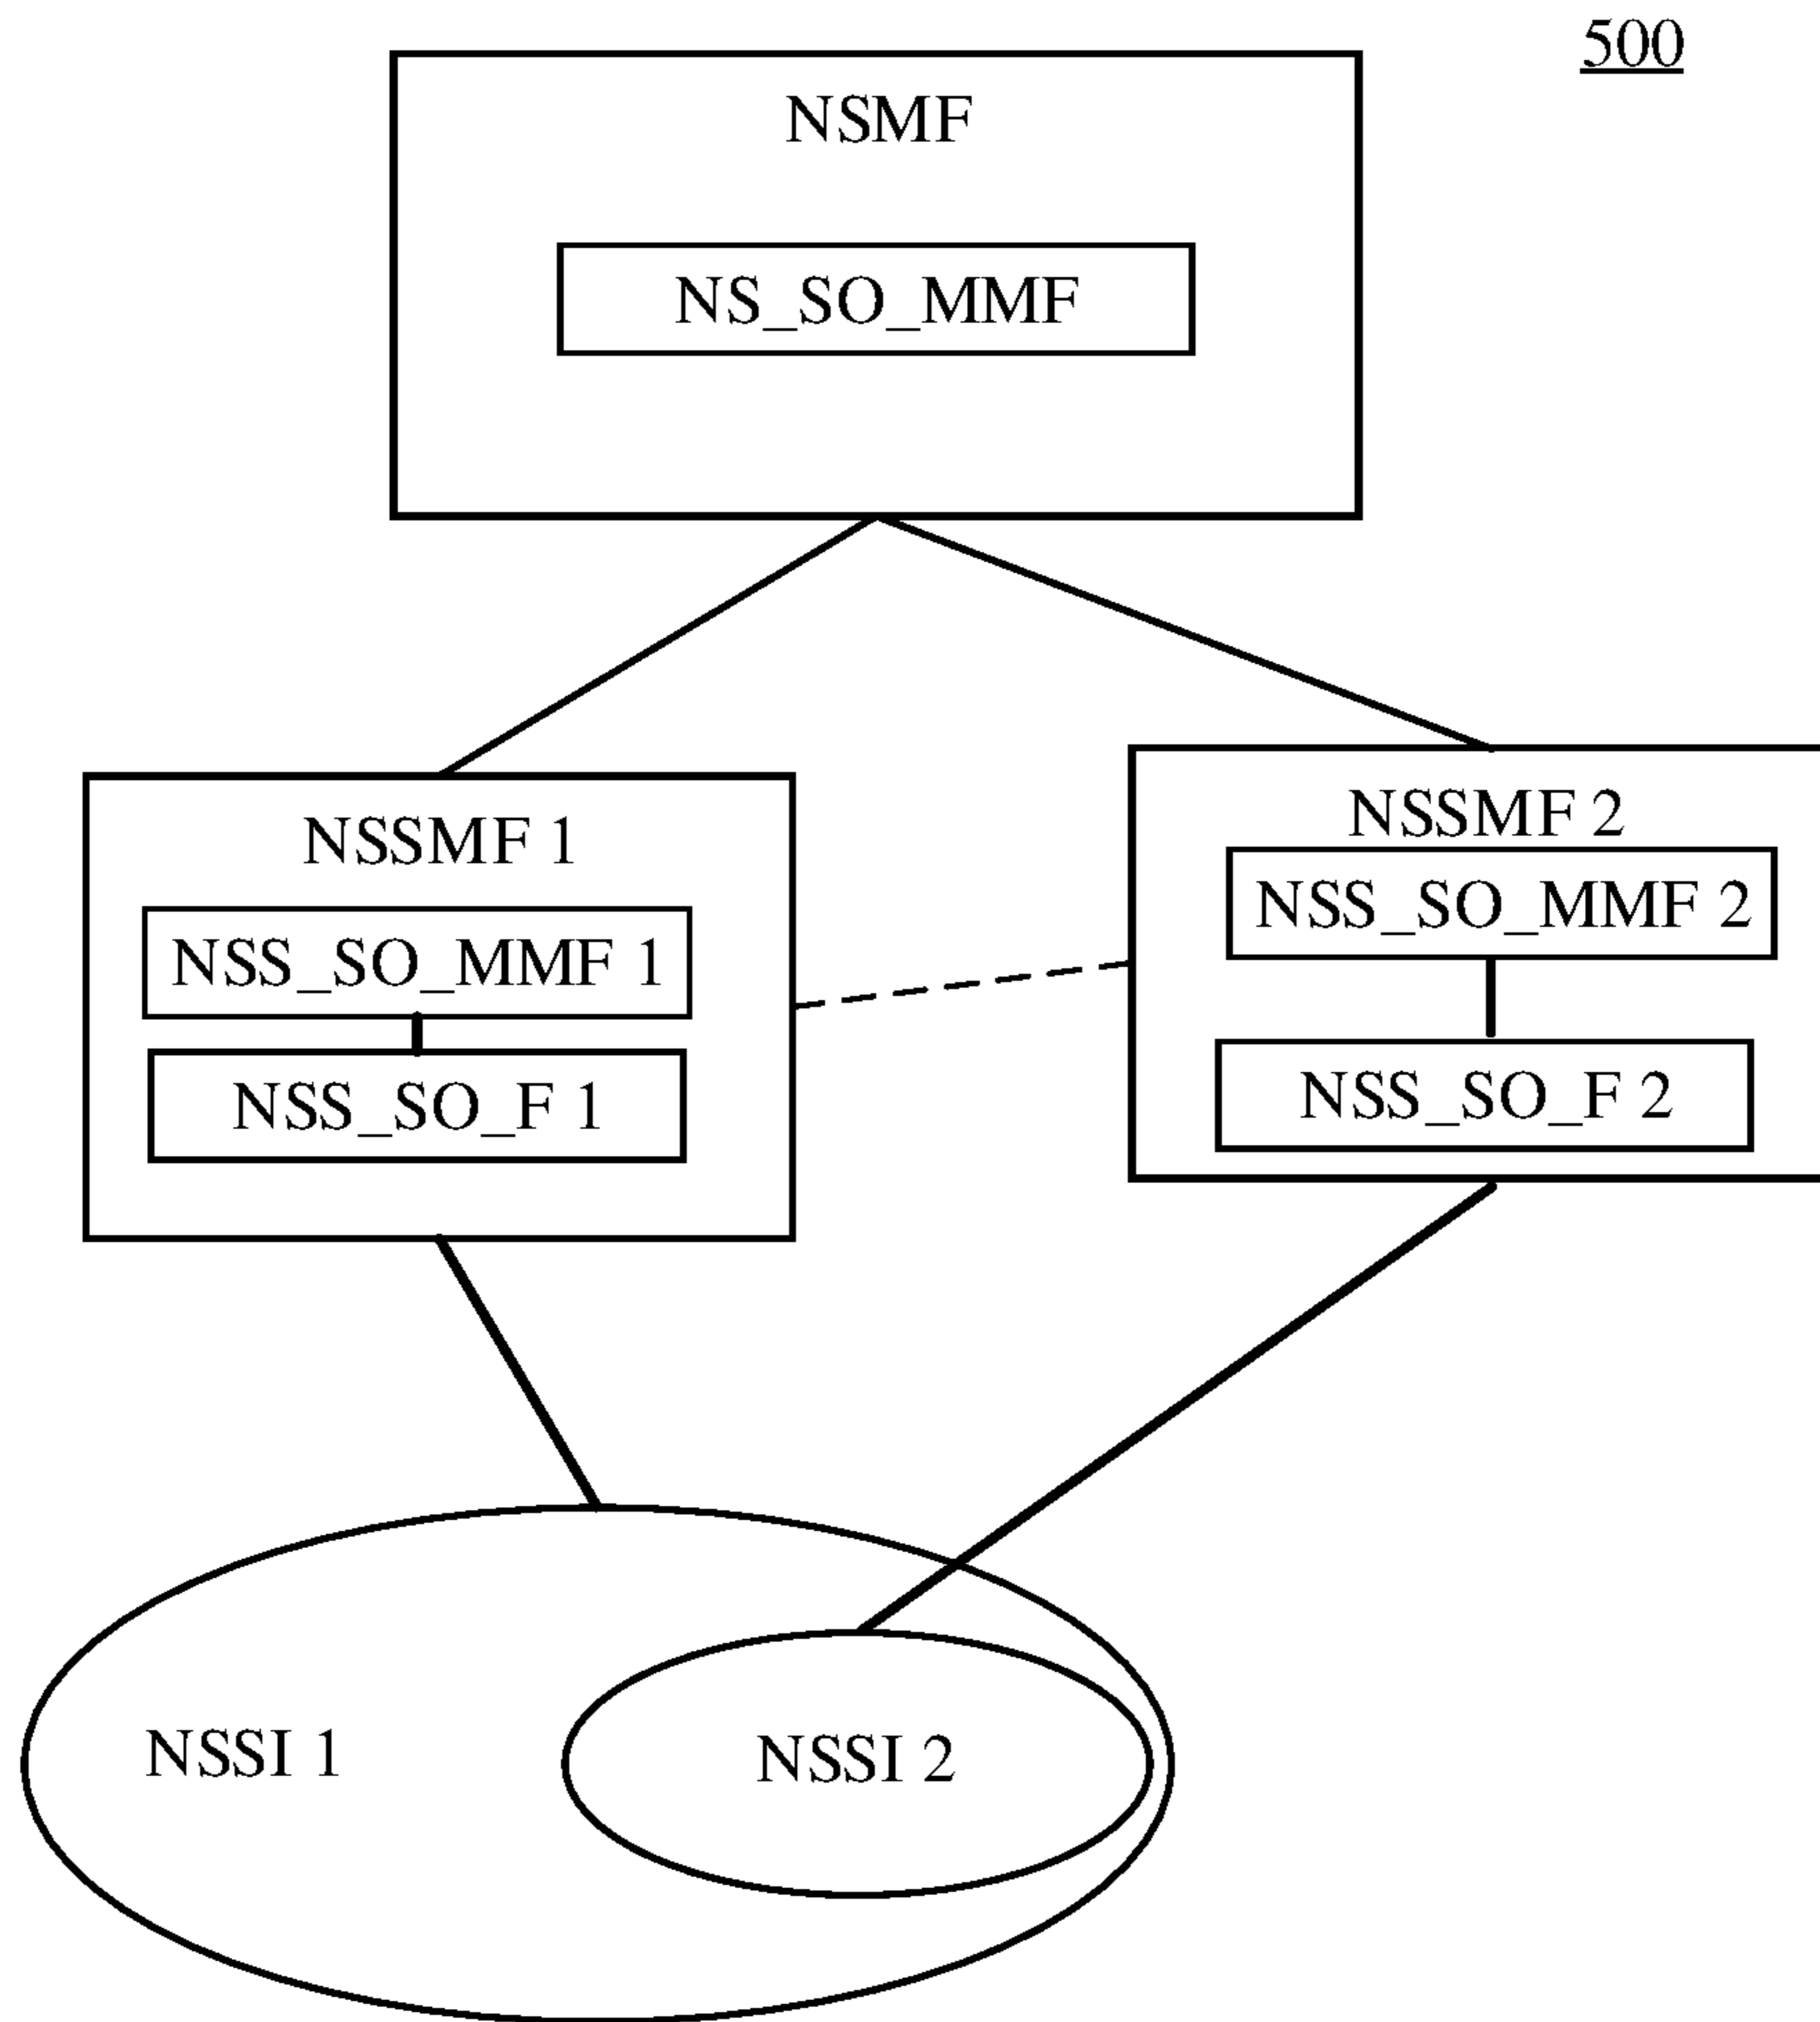 500
NSMF
NS_SO_MMF
NSSMF 1
NSS_SO_MMF 1
NSS_SO_F 1
NSSMF 2
NSS_SO_MMF 2
NSS_SO_F 2
NSSI 1
NSSI 2